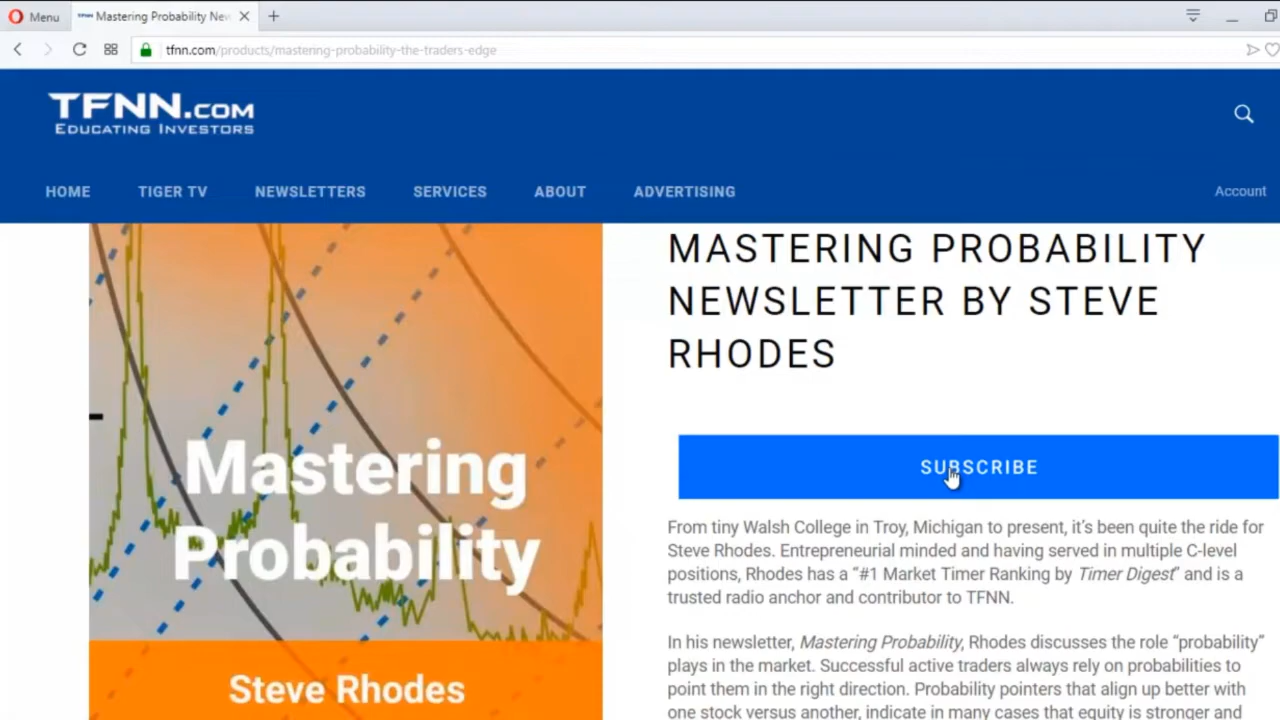 Menu
Mastering Probability New
tfnn.com/products/mastering-probability-the-traders-edge
TFNN.COM
EDUCATING INVESTORS
HOME TIGER TV NEWSLETTERS SERVICES ABOUT ADVERTISING Account
Mastering
Probability
Steve Rhodes
MASTERING PROBABILITY
NEWSLETTER BY STEVE
RHODES
SUBSCRIBE
From tiny Walsh College in Troy, Michigan to present, it's been quite the ride for
Steve Rhodes. Entrepreneurial minded and having served in multiple C-level
positions, Rhodes has a “#1 Market Timer Ranking by Timer Digest” and is a
trusted radio anchor and contributor to TFNN.
In his newsletter, Mastering Probability, Rhodes discusses the role “probability”
plays in the market. Successful active traders always rely on probabilities to
point them in the right direction. Probability pointers that align up better with
one stock versus another, indicate in many cases that equity is stronger and